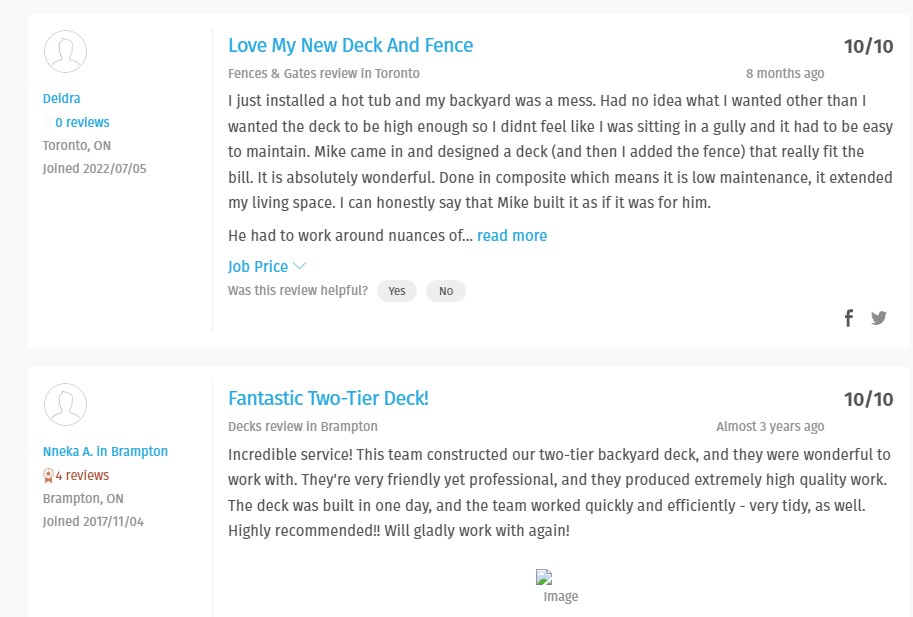 Love My New Deck And Fence
10/10
Fences & Gates review in Toronto
8 months ago
Deidra
0 reviews
Toronto, ON
Joined 2022/07/05
I just installed a hot tub and my backyard was a mess. Had no idea what I wanted other than I
wanted the deck to be high enough so I didnt feel like I was sitting in a gully and it had to be easy
to maintain. Mike came in and designed a deck (and then I added the fence) that really fit the
bill. It is absolutely wonderful. Done in composite which means it is low maintenance, it extended
my living space. I can honestly say that Mike built it as if it was for him.
He had to work around nuances of... read more
Job Price
Was this review helpful? Yes No
Fantastic Two-Tier Deck!
10/10
Decks review in Brampton
Almost 3 years ago
Nneka A. in Brampton
4 reviews
Brampton, ON
Joined 2017/11/04
Incredible service! This team constructed our two-tier backyard deck, and they were wonderful to
work with. They're very friendly yet professional, and they produced extremely high quality work.
The deck was built in one day, and the team worked quickly and efficiently - very tidy, as well.
Highly recommended!! Will gladly work with again!
Image